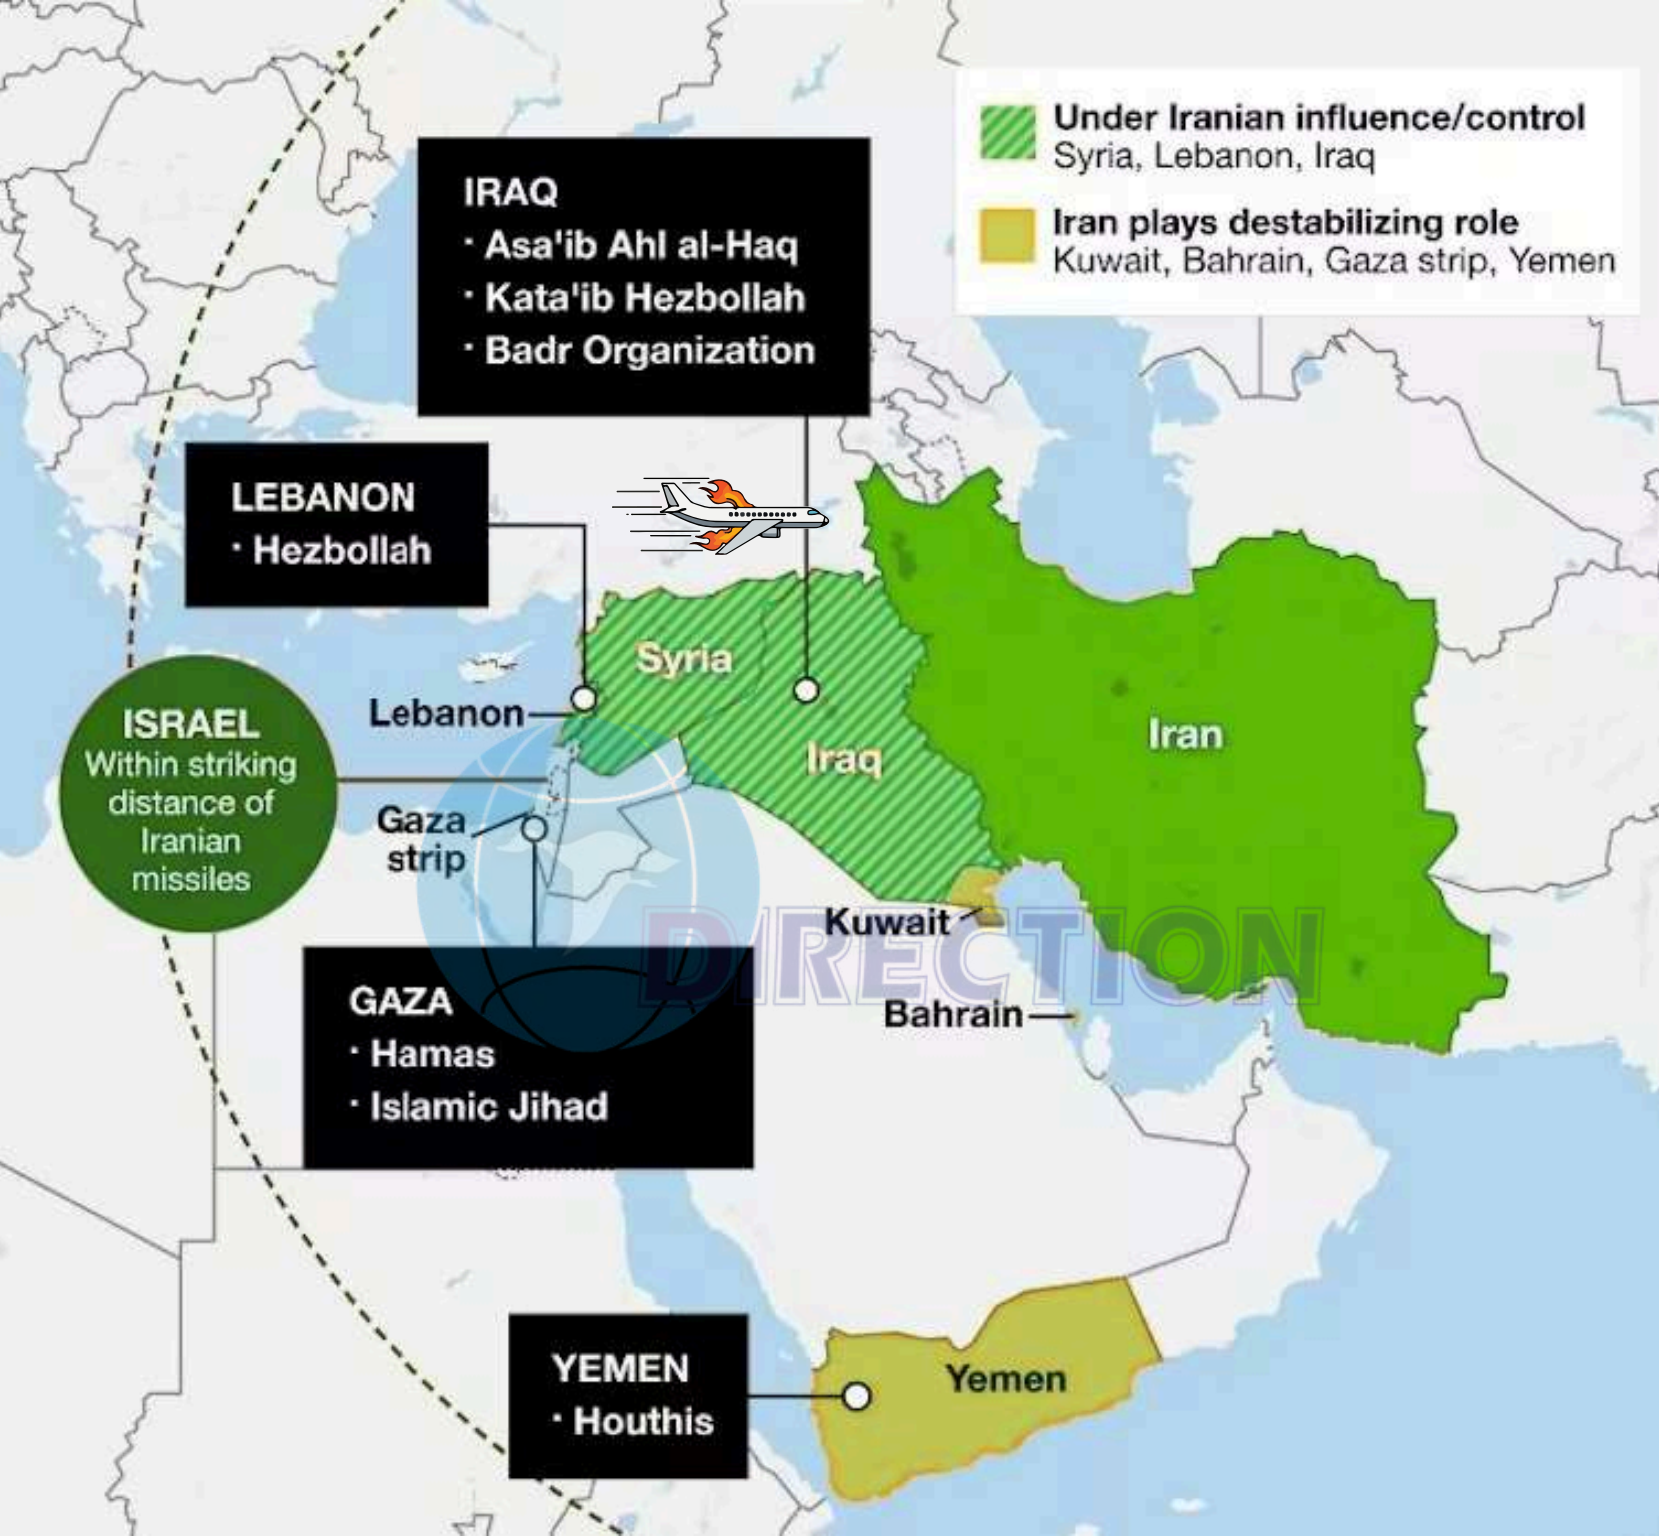 Under Iranian influence/control
Syria, Lebanon, Iraq
Iran plays destabilizing role
Kuwait, Bahrain, Gaza strip, Yemen
IRAQ
· Asa'ib Ahl al-Haq
· Kata'ib Hezbollah
· Badr Organization
LEBANON
· Hezbollah
Syria
Lebanon
ISRAEL
Within striking
distance of
Iranian
missiles
Iraq
Iran
Gaza
strip
Kuwait
DIRECTION
Bahrain
GAZA
· Hamas
· Islamic Jihad
YEMEN
· Houthis
Yemen